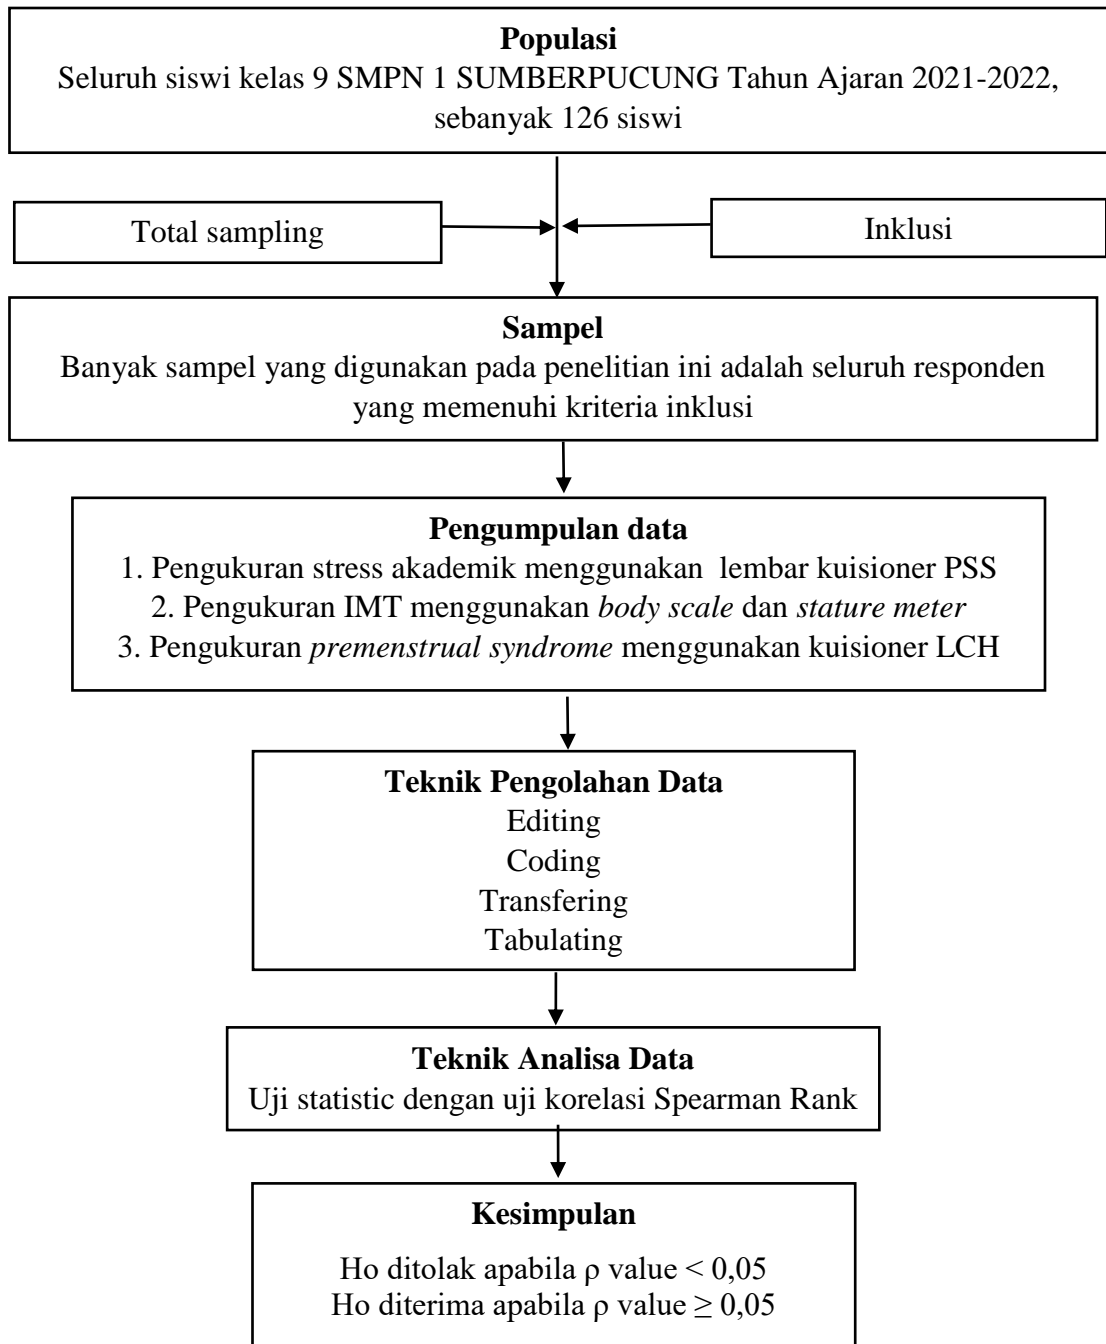 Populasi
Seluruh siswi kelas 9 SMPN 1 SUMBERPUCUNG Tahun Ajaran 2021-2022,
sebanyak 126 siswi
Total sampling
Inklusi
Sampel
Banyak sampel yang digunakan pada penelitian ini adalah seluruh responden
yang memenuhi kriteria inklusi
Pengumpulan data
1. Pengukuran stress akademik menggunakan lembar kuisioner PSS
2. Pengukuran IMT menggunakan body scale dan stature meter
3. Pengukuran premenstrual syndrome menggunakan kuisioner LCH
Teknik Pengolahan Data
Editing
Coding
Transfering
Tabulating
Teknik Analisa Data
Uji statistic dengan uji korelasi Spearman Rank
Kesimpulan
Ho ditolak apabila ρ value < 0,05
Ho diterima apabila ρ value ≥ 0,05